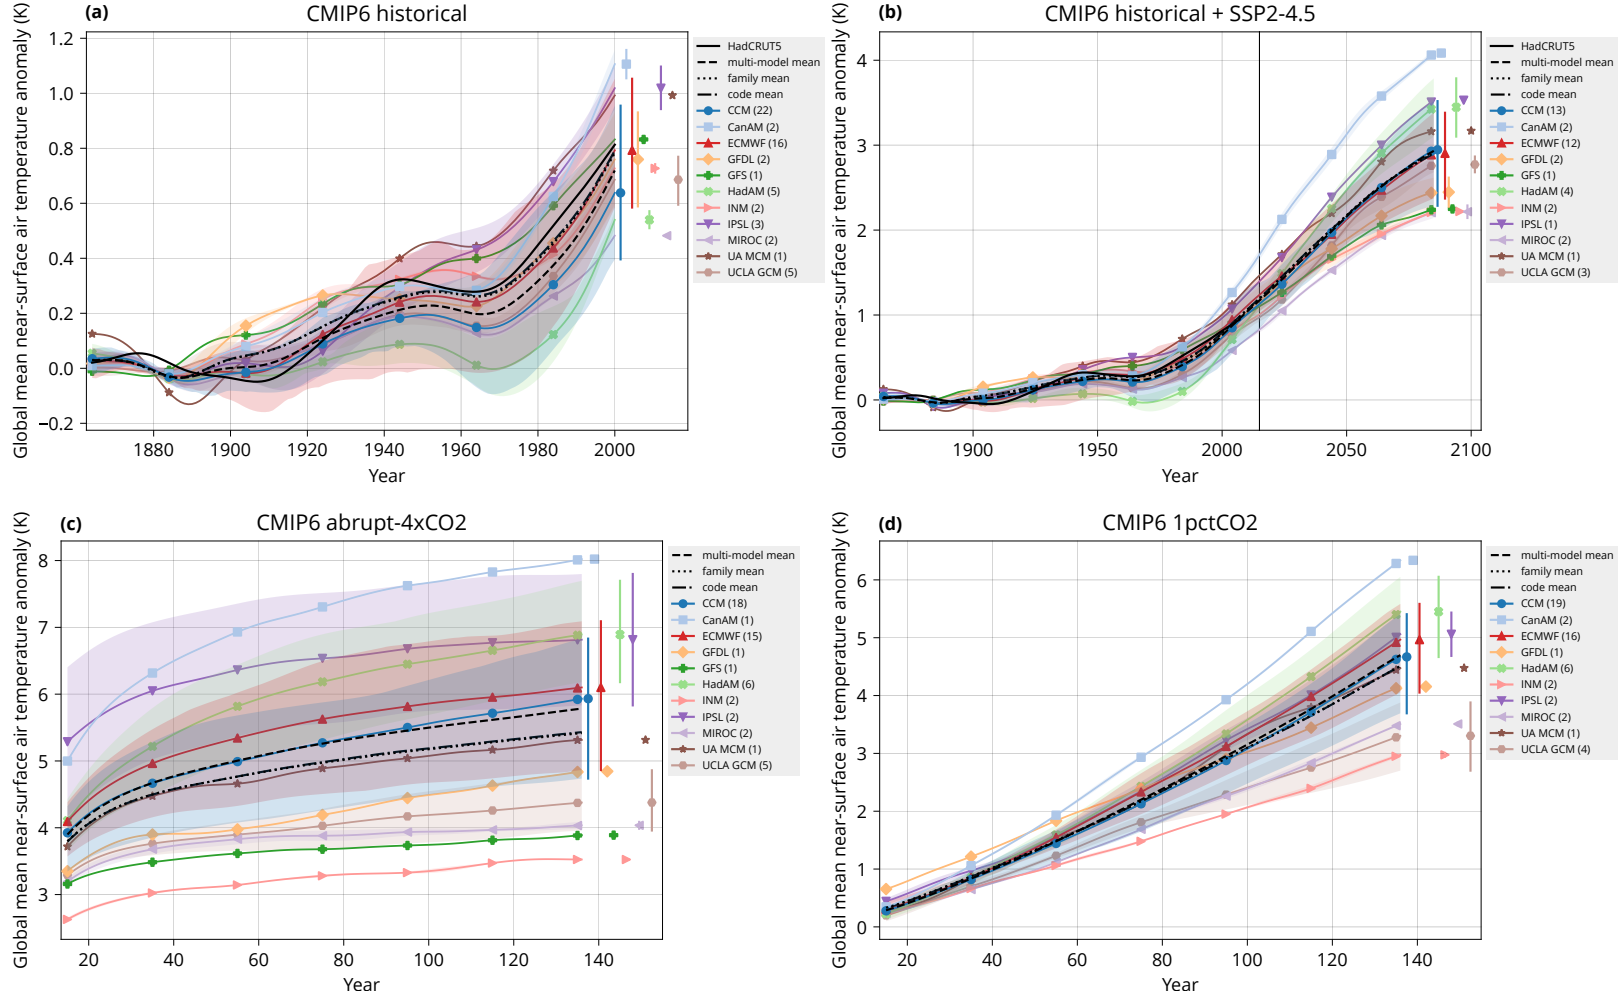 (a)
CMIP6 historical
Global mean near-surface air temperature anomaly (K)
1.2
1.0
0.8
0.6
0.4
0.2
0.0
−0.2
1880
1900
1920
1940
1960
1980
2000
Year
HadCRUT5
multi-model mean
family mean
code mean
CCM (22)
CanAM (2)
ECMWF (16)
GFDL (2)
GFS (1)
HadAM (5)
INM (2)
IPSL (3)
MIROC (2)
UA MCM (1)
UCLA GCM (5)
(b)
CMIP6 historical + SSP2-4.5
Global mean near-surface air temperature anomaly (K)
4
3
2
1
0
1900
1950
2000
2050
2100
Year
HadCRUT5
multi-model mean
family mean
code mean
CCM (13)
CanAM (2)
ECMWF (12)
GFDL (2)
GFS (1)
HadAM (4)
INM (2)
IPSL (1)
MIROC (2)
UA MCM (1)
UCLA GCM (3)
(c)
CMIP6 abrupt-4xCO2
Global mean near-surface air temperature anomaly (K)
8
7
6
5
4
3
20
40
60
80
100
120
140
Year
multi-model mean
family mean
code mean
CCM (18)
CanAM (1)
ECMWF (15)
GFDL (1)
GFS (1)
HadAM (6)
INM (2)
IPSL (2)
MIROC (2)
UA MCM (1)
UCLA GCM (5)
(d)
CMIP6 1pctCO2
Global mean near-surface air temperature anomaly (K)
6
5
4
3
2
1
0
20
40
60
80
100
120
140
Year
multi-model mean
family mean
code mean
CCM (19)
CanAM (2)
ECMWF (16)
GFDL (1)
HadAM (6)
INM (2)
IPSL (2)
MIROC (2)
UA MCM (1)
UCLA GCM (4)